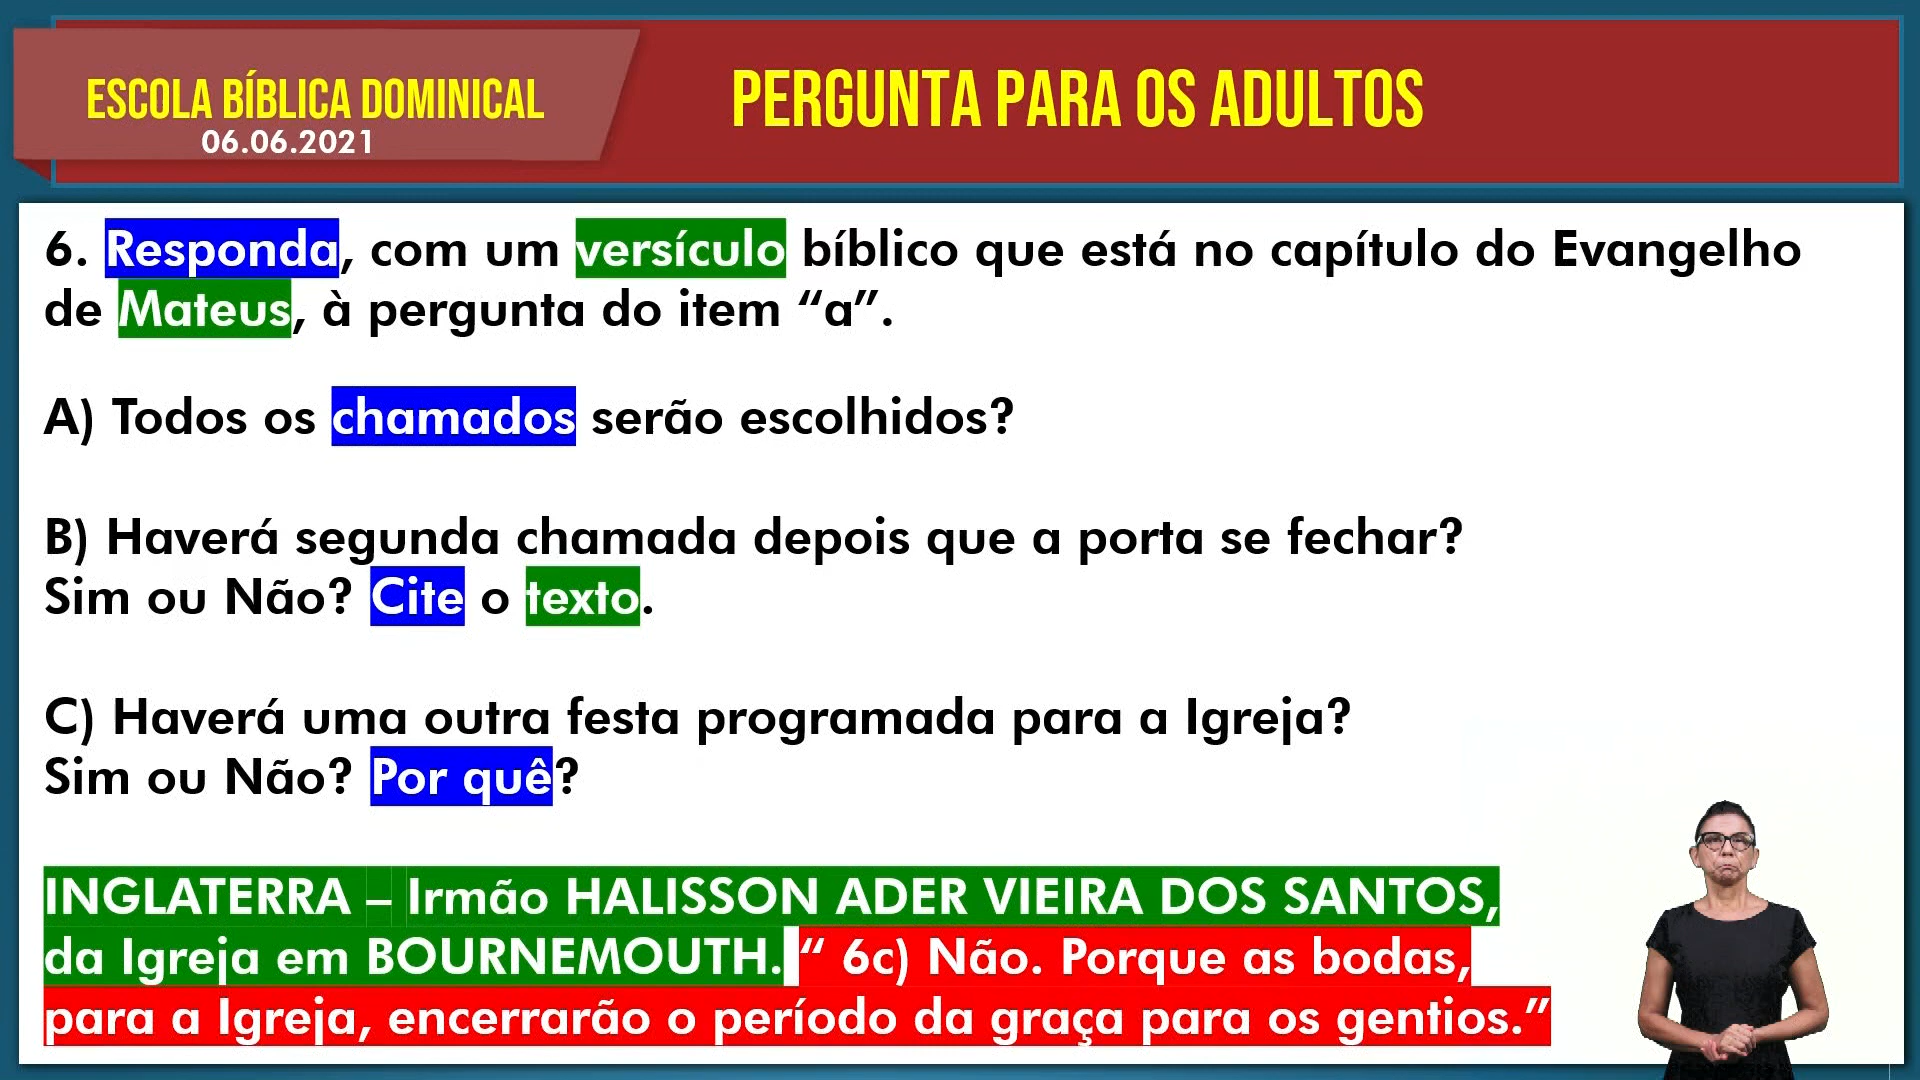 ESCOLA BÍBLICA DOMINICAL
06.06.2021
PERGUNTA PARA OS ADULTOS
6. Responda, com um versículo bíblico que está no capítulo do Evangelho
de Mateus, à pergunta do item “a”.
A) Todos os chamados serão escolhidos?
B) Haverá segunda chamada depois que a porta se fechar?
Sim ou Não? Cite o texto.
C) Haverá uma outra festa programada para a Igreja?
Sim ou Não? Por quê?
INGLATERRA – Irmão HALISSON ADER VIEIRA DOS SANTOS,
da Igreja em BOURNEMOUTH. “ 6c) Não. Porque as bodas,
para a Igreja, encerrarão o período da graça para os gentios.”